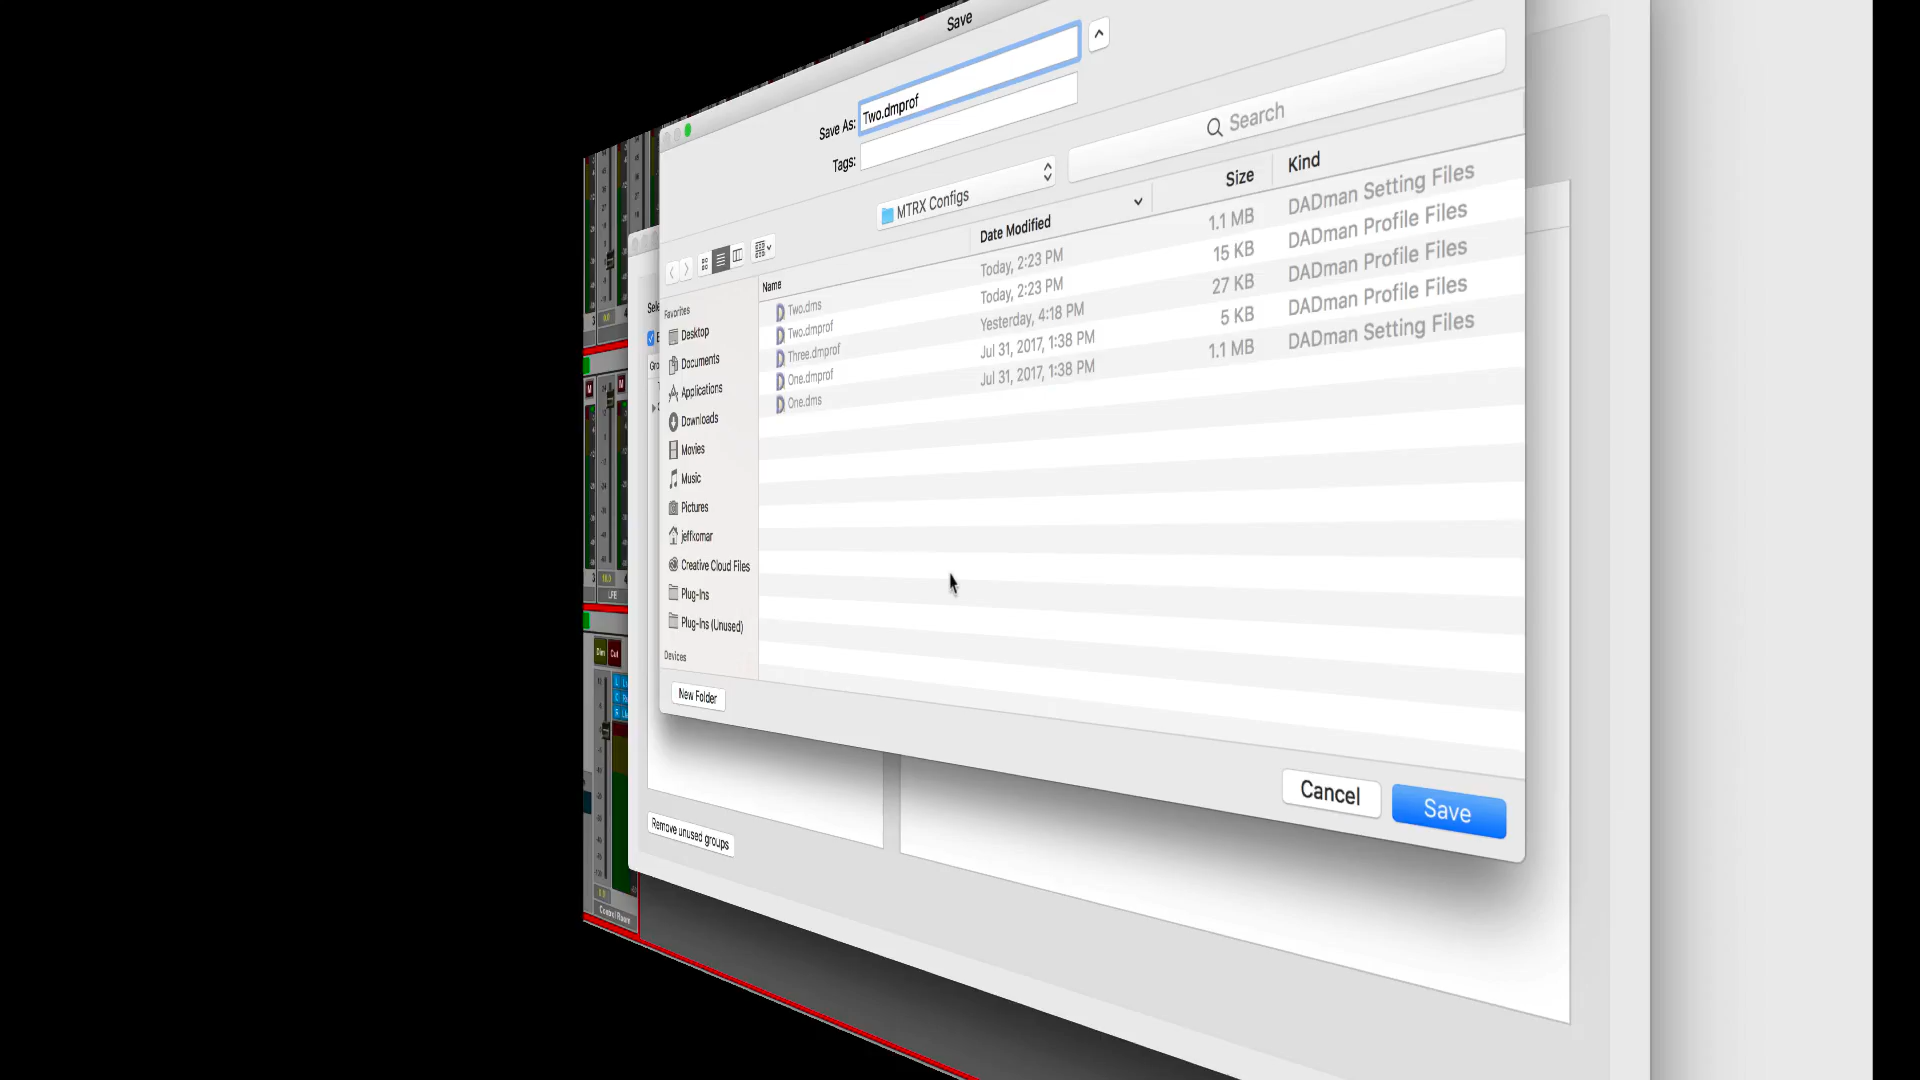 Save
Save As: Two.dmprof
Tags:
MTRX Configs
Search
Name Date Modified Size Kind
Two.dms Today, 2:23 PM 1.1 MB DADman Setting Files
Two.dmprof Today, 2:23 PM 15 KB DADman Profile Files
Three.dmprof Yesterday, 4:18 PM 27 KB DADman Profile Files
One.dmprof Jul 31, 2017, 1:38 PM 5 KB DADman Profile Files
One.dms Jul 31, 2017, 1:38 PM 1.1 MB DADman Setting Files
Favorites
Desktop
Documents
Applications
Downloads
Movies
Music
Pictures
jeffkomar
Creative Cloud Files
Plug-Ins
Plug-Ins (Unused)
Devices
New Folder
Cancel
Save
Remove unused groups
LFE
Dim Cut
Control Room